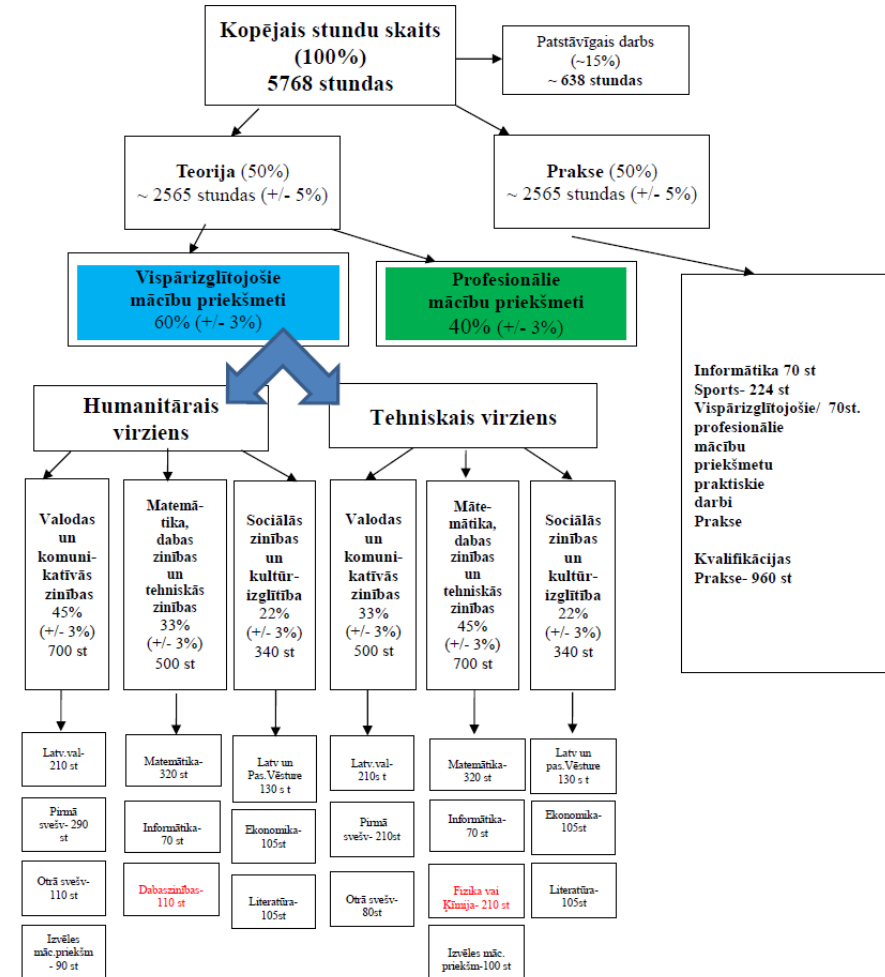 Kopējais stundu skaits
(100%)
5768 stundas
Patstāvīgais darbs
(~15%)
~ 638 stundas
Teorija (50%)
~ 2565 stundas (+/- 5%)
Prakse (50%)
~ 2565 stundas (+/- 5%)
Vispārizglītojošie
mācību priekšmeti
60% (+/- 3%)
Profesionālie
mācību priekšmeti
40% (+/- 3%)
Informātika 70 st
Sports- 224 st
Vispārizglītojošie/ 70st.
profesionālie
mācību
priekšmetu
praktiskie
darbi
Prakse
Kvalifikācijas
Prakse- 960 st
Humanitārais
virziens
Tehniskais virziens
Valodas
un
komuni-
katīvās
zinības
45%
(+/- 3%)
700 st
Matemā-
tika,
dabas
zinības
un
tehniskās
zinības
33%
(+/- 3%)
500 st
Sociālās
zinības
un
kultūr-
izglītība
22%
(+/- 3%)
340 st
Valodas
un
komuni-
katīvās
zinības
33%
(+/- 3%)
500 st
Māte-
mātika,
dabas
zinības
un
tehniskās
zinības
45%
(+/- 3%)
700 st
Sociālās
zinības
un
kultūr-
izglītība
22%
(+/- 3%)
340 st
Latv.val-
210 st
Pirmā
svešv- 290
st
Otrā svešv-
110 st
Izvēles
māc.priekšm
- 90 st
Matemātika-
320 st
Informātika-
70 st
Dabaszinības-
110 st
Latv un
Pas.Vēsture
130 s t
Ekonomika-
105st
Literatūra-
105st
Latv.val-
210s t
Pirmā
svešv- 210st
Otrā svešv-
80st
Matemātika-
320 st
Informātika-
70 st
Fizika vai
Ķīmija- 210 st
Izvēles māc.
priekšm-100 st
Latv un
pas.Vēsture
130 s t
Ekonomika-
105st
Literatūra-
105st